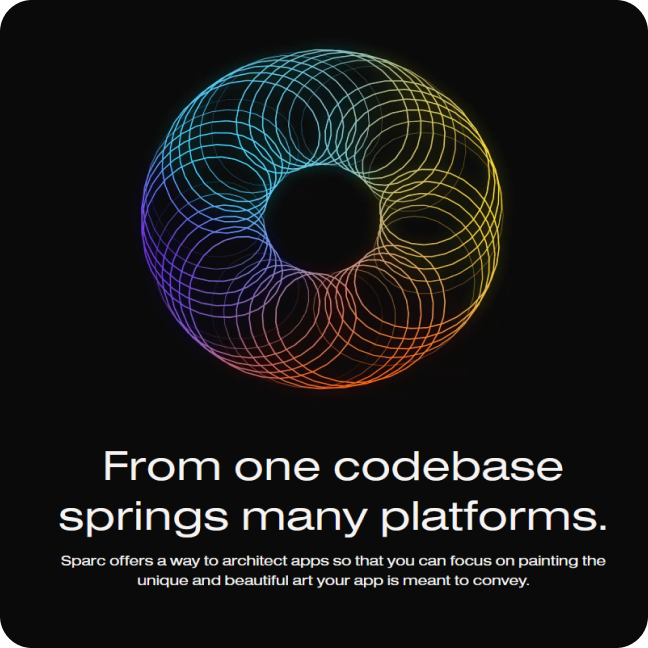 From one codebase
springs many platforms.
Sparc offers a way to architect apps so that you can focus on painting the
unique and beautiful art your app is meant to convey.